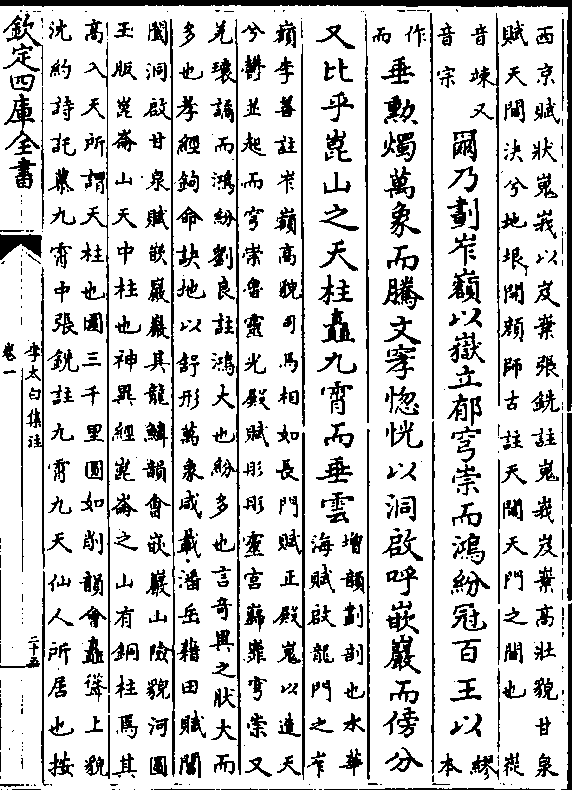 西京賦狀嵬峩以岌嶪張銑註嵬峩岌嶪髙壯貌甘泉
賦天閫决兮地垠開顔師古註天閫天門之閫也　嵸
音竦又
音宗
爾乃劃岝嶺以嶽立郁穹崇而鴻紛冠百王以
繆本
作而
垂勲燭萬象而騰文窙惚恍以洞啟呼嵌巖而傍分
又比乎崑山之天柱矗九霄而垂雲
增韻劃剖也木華
海賦啟龍門之岝
嶺李善註岝嶺髙貌司馬相如長門賦正殿嵬以造天
兮欝並起而穹崇魯靈光殿賦彤彤靈宫巋嶵穹崇又
羌瓌譎而鴻紛劉良註鴻大也紛多也言奇異之狀大而
多也孝經鉤命訣地以舒形萬象咸載潘岳藉田賦閶
闔洞啟甘泉賦嵌巖巖其龍鱗韻會嵌巖山險貌河圖
玉版崑崙山天中柱也神異經崑崙之山有銅柱焉其
髙入天所謂天柱也圍三千里圓如削韻會矗聳上貌
沈約詩託慕九霄中張銑註九霄九天仙人所居也按
欽定四庫全書
李太白集注
卷一
二十五